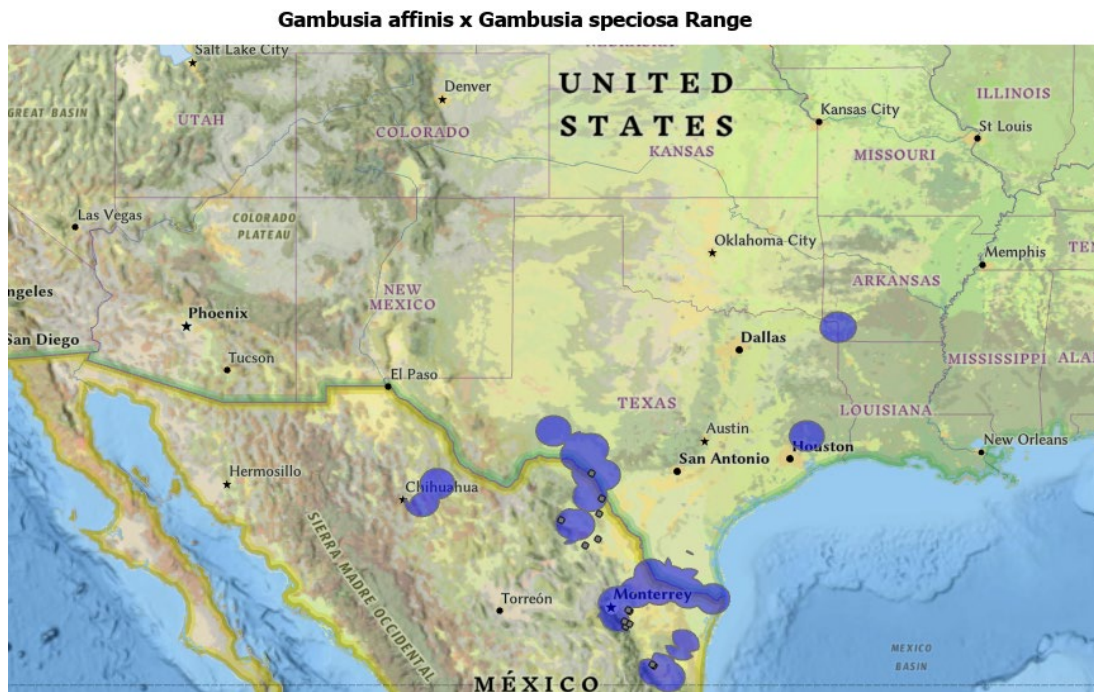 Gambusia affinis x Gambusia speciosa Range
Salt Lake City
Denver
UNITED
STATES
ILLINOIS
GREAT BASIN
UTAH
COLORADO
Kansas City
St Louis
KANSAS
MISSOURI
Las Vegas
COLORADO
PLATEAU
Oklahoma City
Memphis
ngeles
NEW
MEXICO
ARKANSAS
Phoenix
San Diego
Dallas
MISSISSIPPI
ALA
Tucson
El Paso
TEXAS
LOUISIANA
Austin
New Orleans
Houston
San Antonio
Hermosillo
Chihuahua
SIERRA MADRE OCCIDENTAL
Torreón
Monterrey
MEXICO
BASIN
MÉXICO